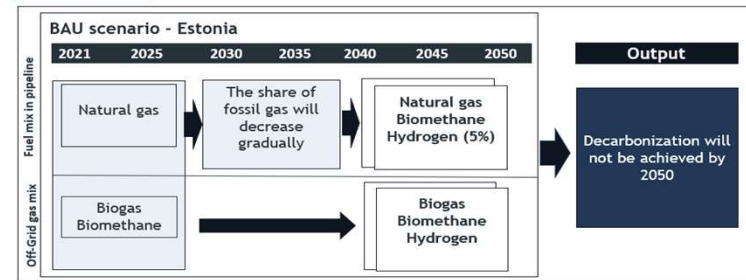 BAU scenario - Estonia
2021 2025 2030 2035 2040 2045 2050
Fuel mix in pipeline
Natural gas
The share of
fossil gas will
decrease
gradually
Natural gas
Biomethane
Hydrogen (5%)
Off-Grid gas mix
Biogas
Biomethane
Biogas
Biomethane
Hydrogen
Output
Decarbonization will
not be achieved by
2050